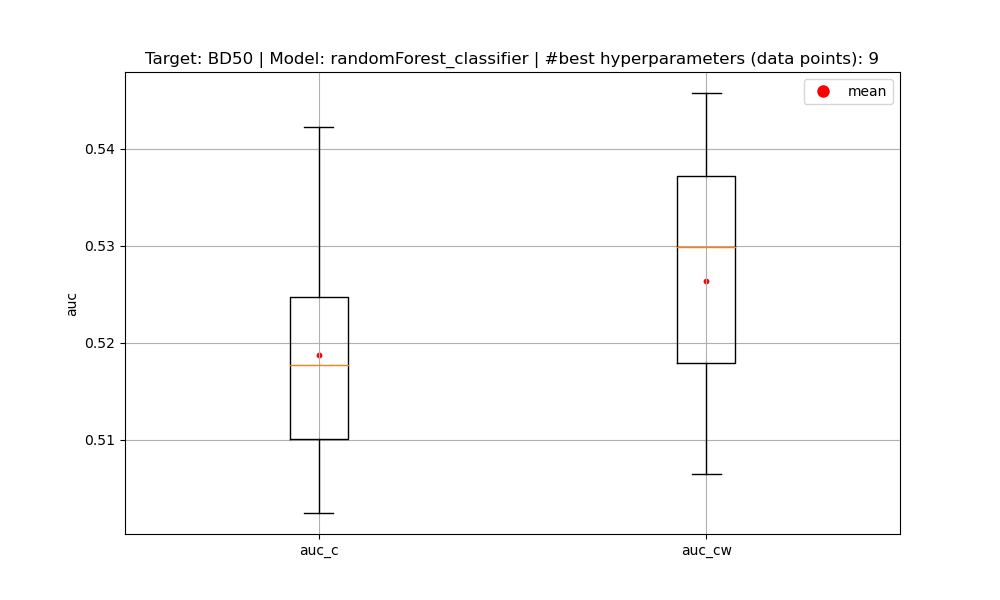 Target: BD50 | Model: randomForest_classifier | #best hyperparameters (data points): 9
mean
0.54
0.53
0.52
0.51
auc
auc_c
auc_cw